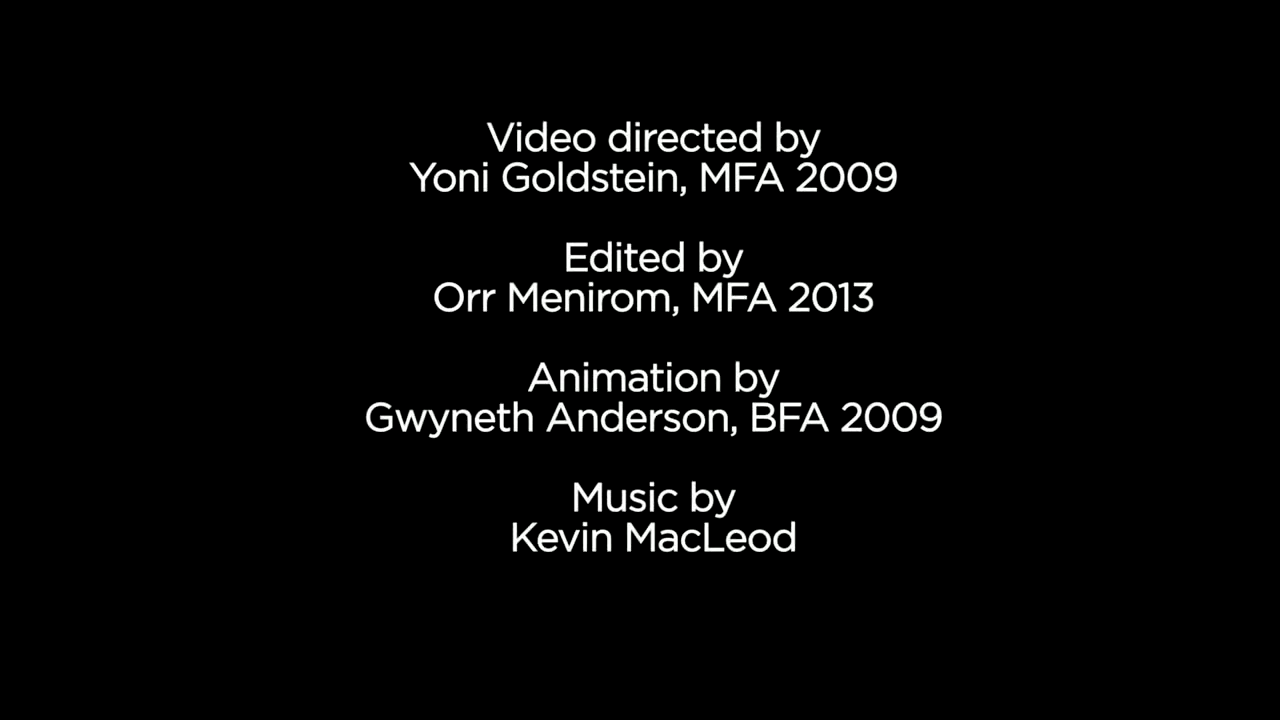 Video directed by
Yoni Goldstein, MFA 2009
Edited by
Orr Menirom, MFA 2013
Animation by
Gwyneth Anderson, BFA 2009
Music by
Kevin MacLeod